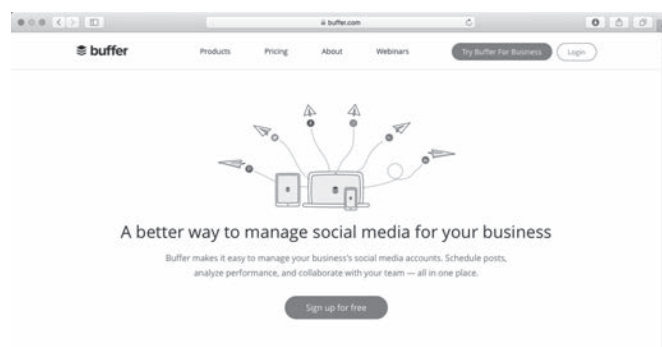 buffer.com
buffer
Products Pricing About Webinars Try Buffer For Business Login
A better way to manage social media for your business
Buffer makes it easy to manage your business's social media accounts. Schedule posts,
analyze performance, and collaborate with your team — all in one place.
Sign up for free